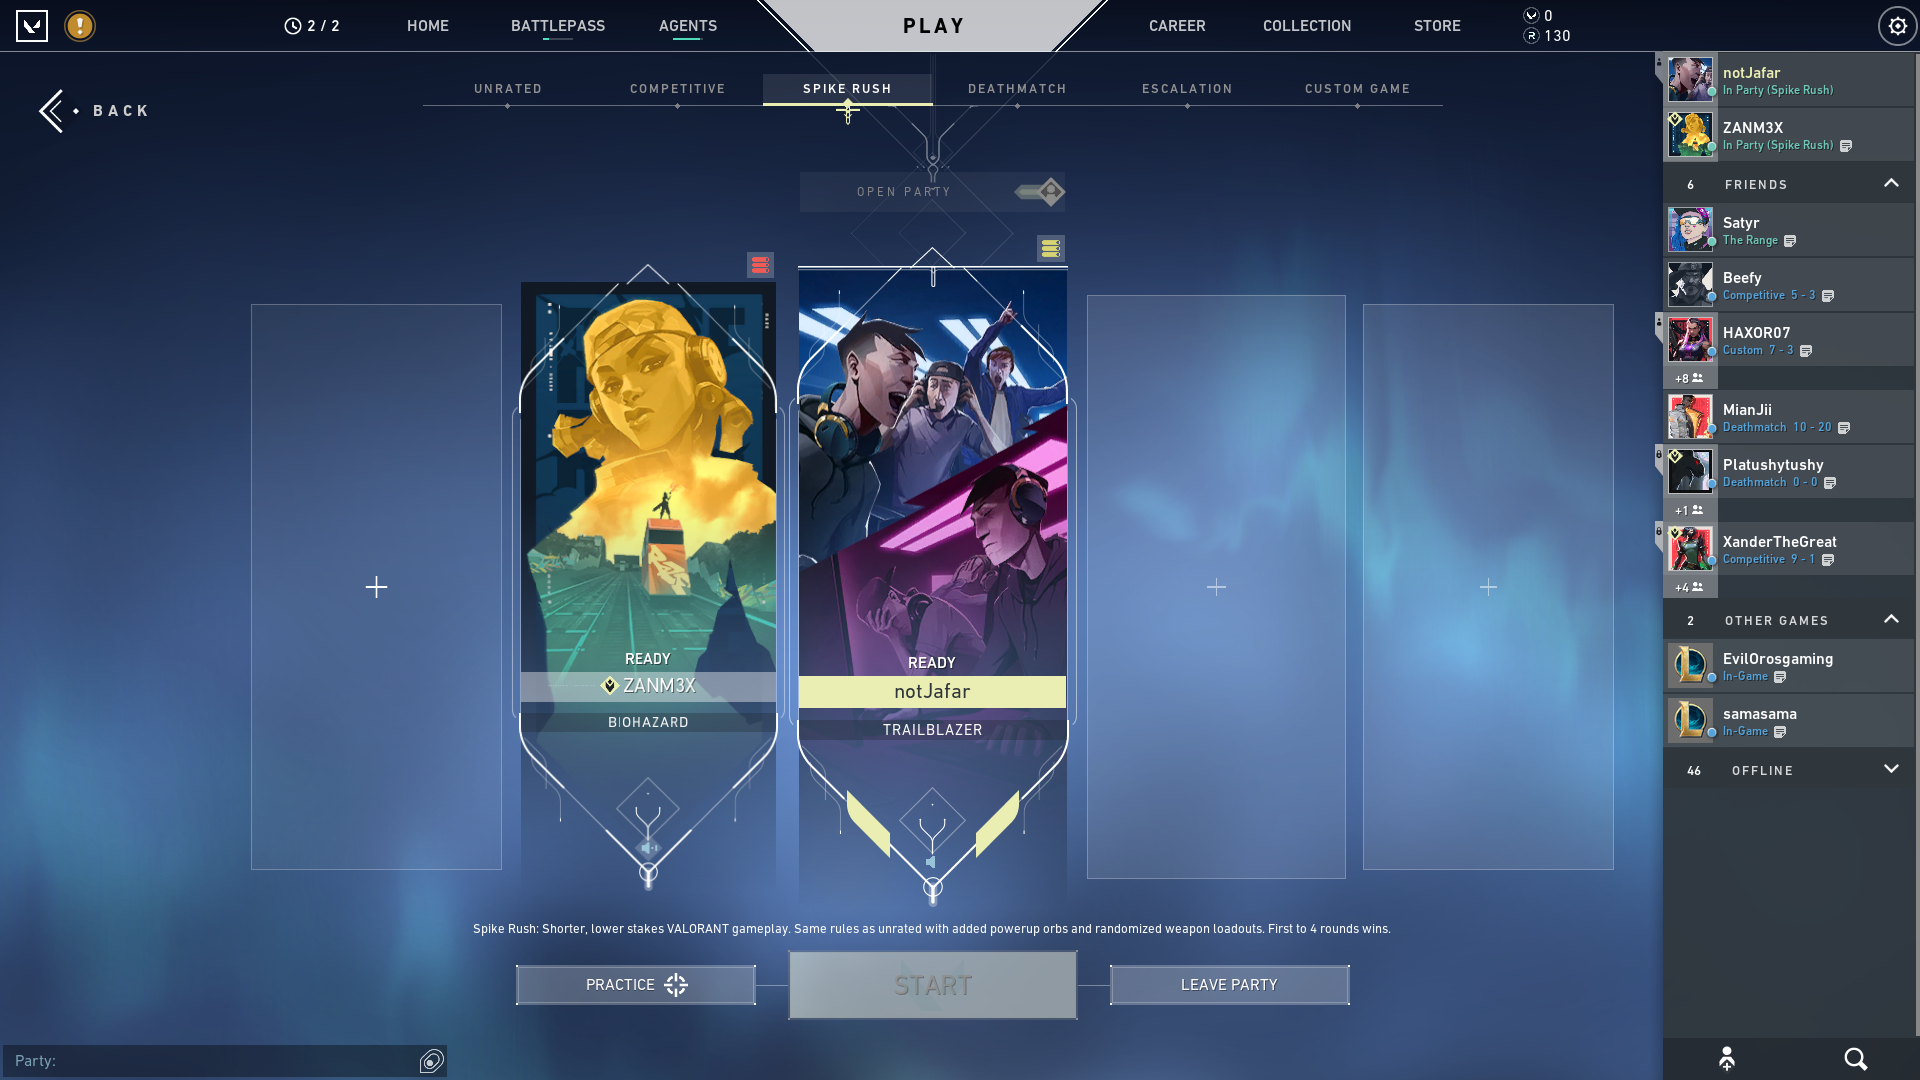 2 / 2
HOME
BATTLEPASS
AGENTS
PLAY
CAREER
COLLECTION
STORE
0
130
BACK
UNRATED
COMPETITIVE
SPIKE RUSH
DEATHMATCH
ESCALATION
CUSTOM GAME
OPEN PARTY
READY
ZANM3X
BIOHAZARD
READY
notJafar
TRAILBLAZER
Spike Rush: Shorter, lower stakes VALORANT gameplay. Same rules as unrated with added powerup orbs and randomized weapon loadouts. First to 4 rounds wins.
PRACTICE
START
LEAVE PARTY
Party:
notJafar
In Party (Spike Rush)
ZANM3X
In Party (Spike Rush)
6 FRIENDS
Satyr
The Range
Beefy
Competitive 5 - 3
HAXOR07
Custom 7 - 3
+8
MianJii
Deathmatch 10 - 20
Platushytushy
Deathmatch 0 - 0
+1
XanderTheGreat
Competitive 9 - 1
+4
2 OTHER GAMES
EvilOrosgaming
In-Game
samasama
In-Game
46 OFFLINE